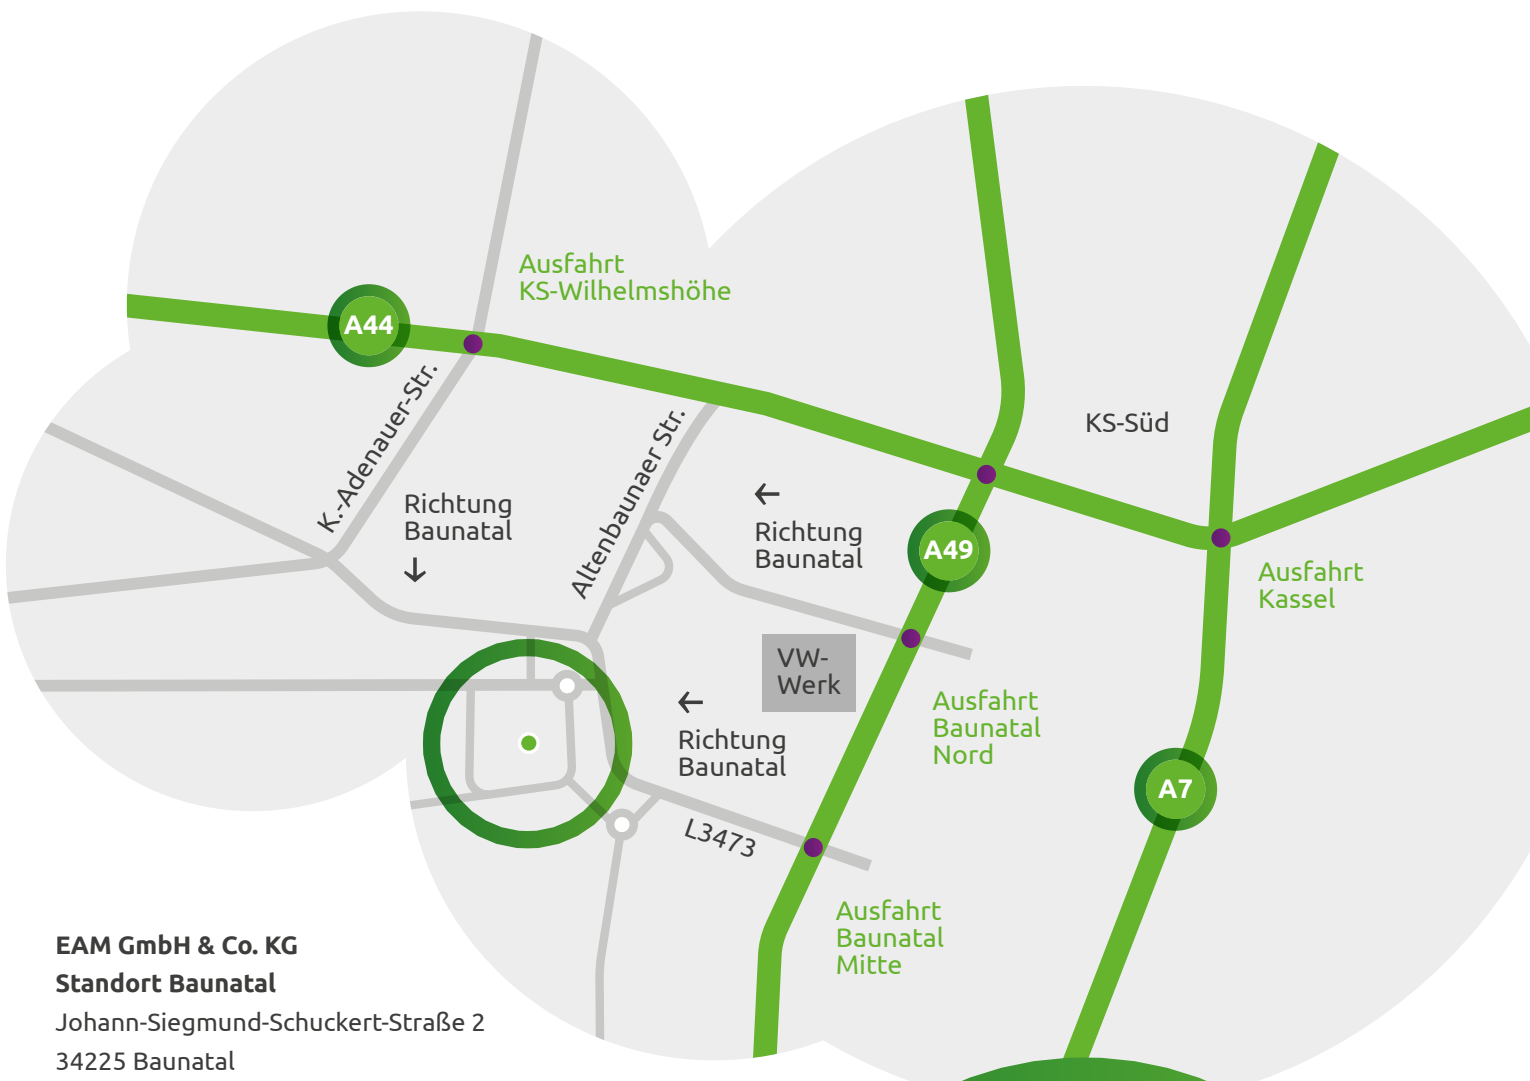 Ausfahrt
KS-Wilhelmshöhe
A44
K.-Adenauer-Str.
Altenbaunaer Str.
KS-Süd
Richtung
Baunatal
↓
←
Richtung
Baunatal
A49
Ausfahrt
Kassel
VW-
Werk
Ausfahrt
Baunatal
Nord
←
Richtung
Baunatal
A7
L3473
Ausfahrt
Baunatal
Mitte
EAM GmbH & Co. KG
Standort Baunatal
Johann-Siegmund-Schuckert-Straße 2
34225 Baunatal